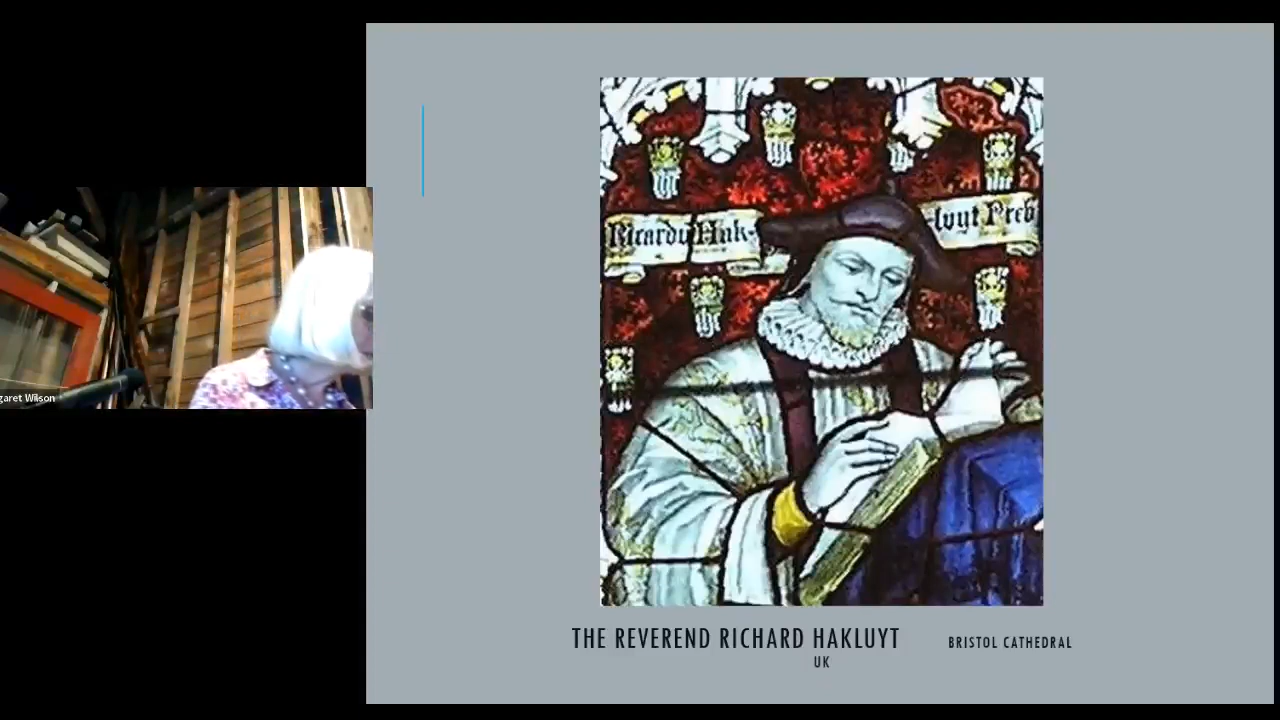 Ricardu Hak-
luyt Preb
garet Wilson
THE REVEREND RICHARD HAKLUYT BRISTOL CATHEDRAL
UK